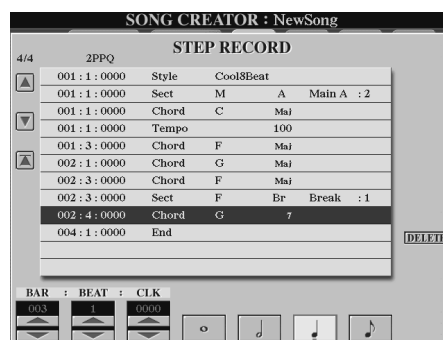 SONG CREATOR : NewSong
STEP RECORD
4/4 2PPQ
001 : 1 : 0000 Style Cool8Beat
001 : 1 : 0000 Sect M A Main A : 2
001 : 1 : 0000 Chord C Maj
001 : 1 : 0000 Tempo 100
001 : 3 : 0000 Chord F Maj
002 : 1 : 0000 Chord G Maj
002 : 3 : 0000 Chord F Maj
002 : 3 : 0000 Sect F Br Break : 1
002 : 4 : 0000 Chord G 7
004 : 1 : 0000 End
DELETE
BAR : BEAT : CLK
003 1 0000